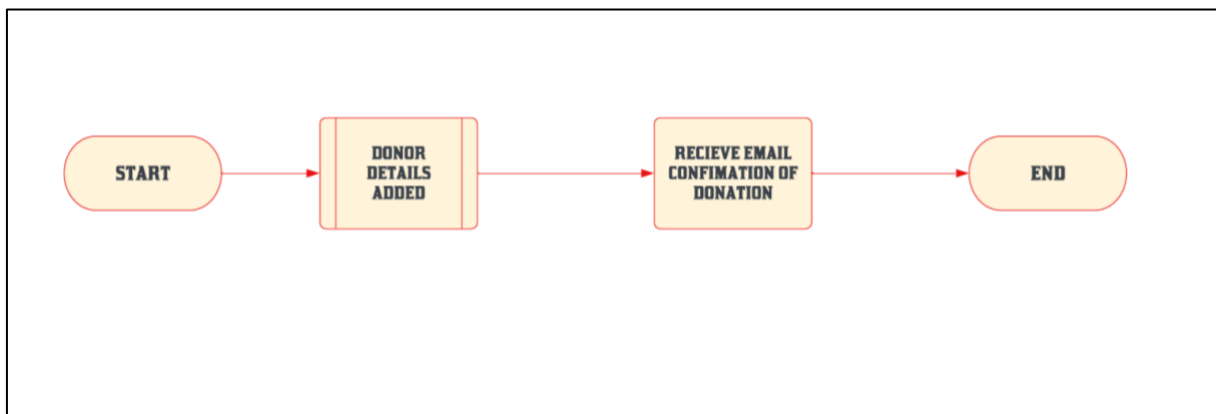 START
DONOR
DETAILS
ADDED
RECIEVE EMAIL
CONFIMATION OF
DONATION
END